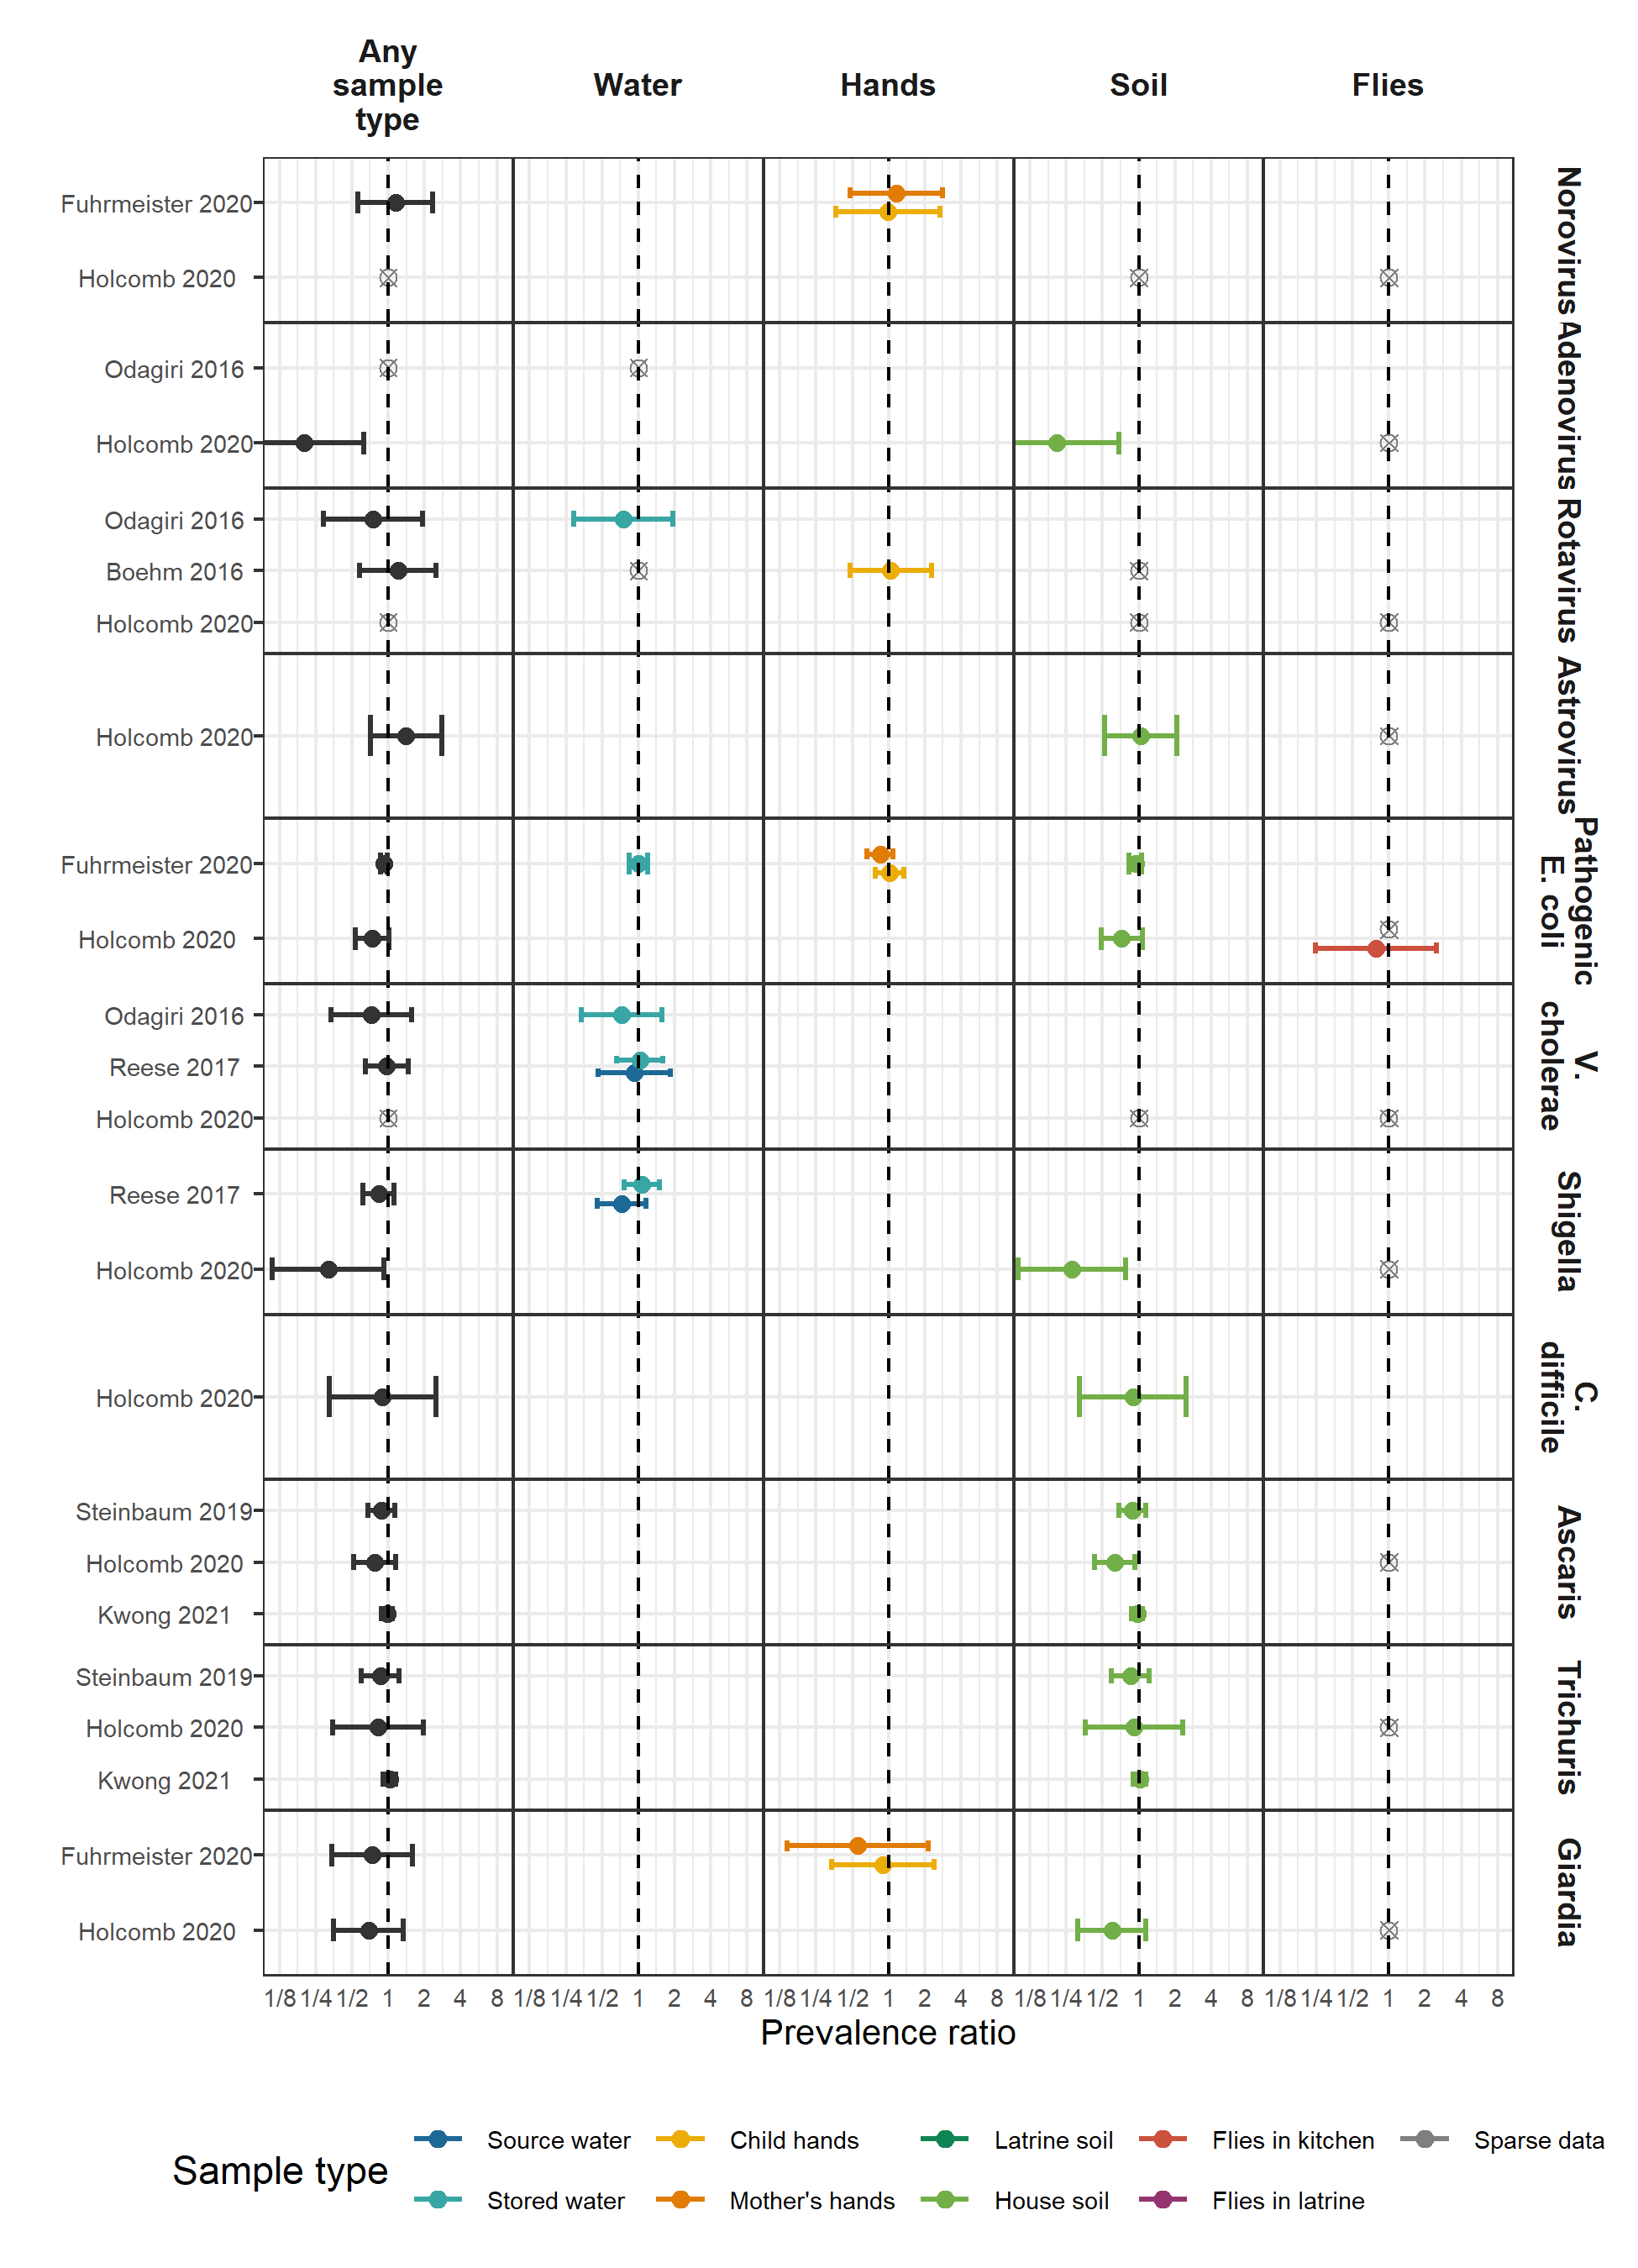 Any
sample
type
Water
Hands
Soil
Flies
Fuhrmeister 2020
Holcomb 2020
Norovirus
Odagiri 2016
Holcomb 2020
Adenovirus
Odagiri 2016
Boehm 2016
Holcomb 2020
Rotavirus
Holcomb 2020
Astrovirus
Fuhrmeister 2020
Holcomb 2020
Pathogenic
E. coli
Odagiri 2016
Reese 2017
Holcomb 2020
V.
cholerae
Reese 2017
Holcomb 2020
Shigella
Holcomb 2020
C.
difficile
Steinbaum 2019
Holcomb 2020
Kwong 2021
Ascaris
Steinbaum 2019
Holcomb 2020
Kwong 2021
Trichuris
Fuhrmeister 2020
Holcomb 2020
Giardia
1/8 1/4 1/2 1 2 4 8 1/8 1/4 1/2 1 2 4 8 1/8 1/4 1/2 1 2 4 8 1/8 1/4 1/2 1 2 4 8 1/8 1/4 1/2 1 2 4 8
Prevalence ratio
Sample type
Source water Child hands Latrine soil Flies in kitchen Sparse data
Stored water Mother's hands House soil Flies in latrine